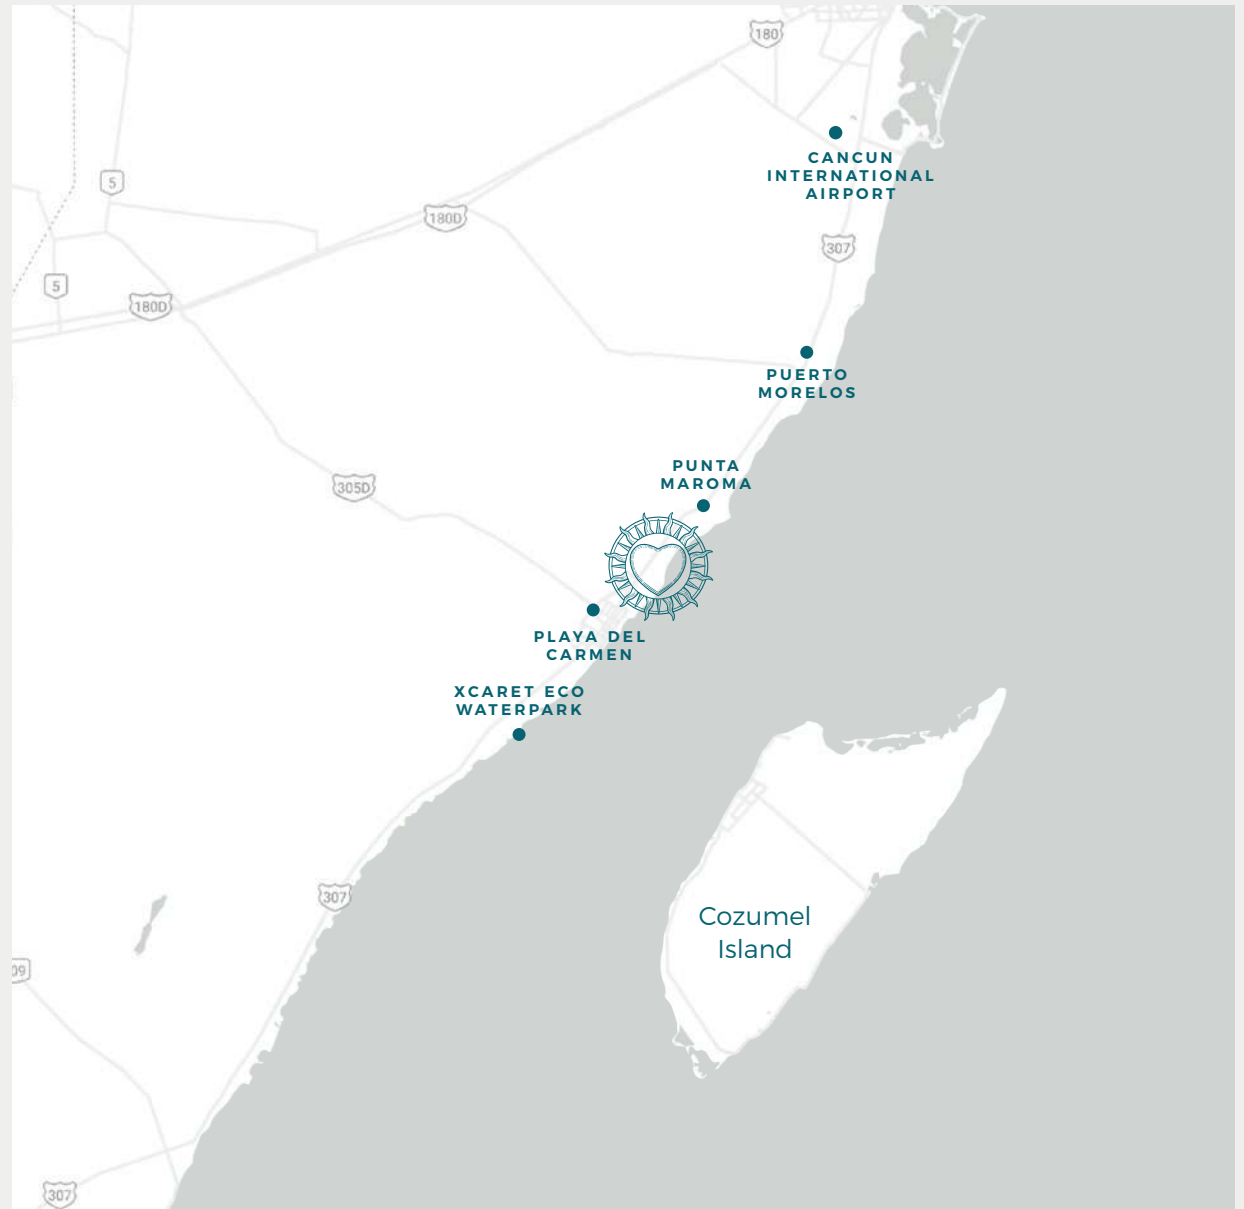 180
CANCUN
INTERNATIONAL
AIRPORT
5
180D
307
5
180D
PUERTO
MORELOS
PUNTA
MAROMA
305D
PLAYA DEL
CARMEN
XCARET ECO
WATERPARK
307
Cozumel
Island
09
307